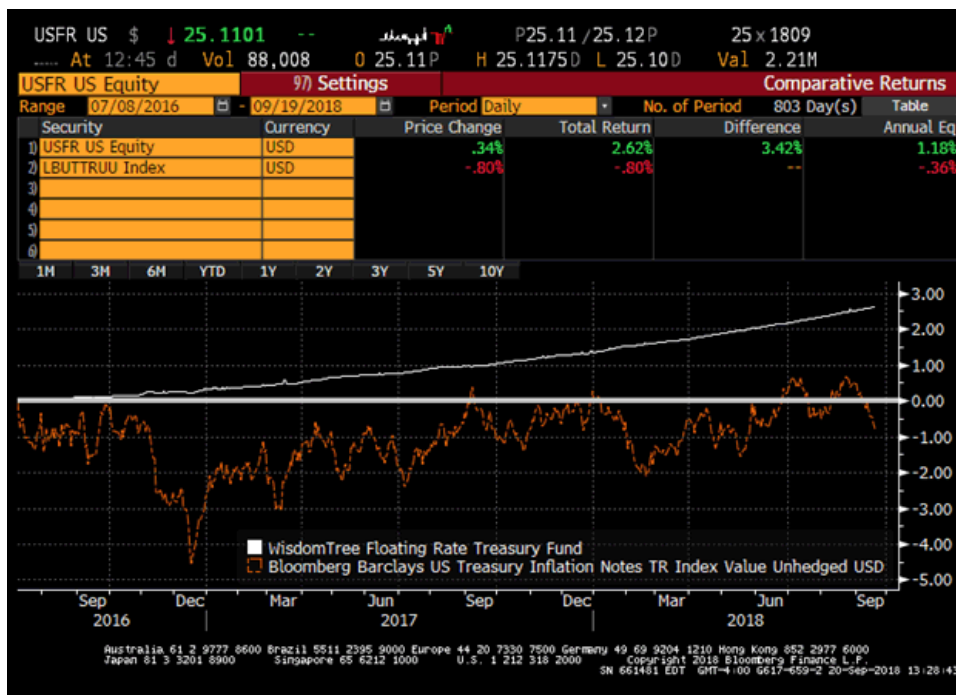 USFR US $ ↓ 25.1101 -- P25.11 /25.12P 25×1809
At 12:45 d Vol 88,008 O 25.11P H 25.1175D L 25.10D Val 2.21M
USFR US Equity 97) Settings Comparative Returns
Range 07/08/2016 - 09/19/2018 Period Daily No. of Period 803 Day(s) Table
Security Currency Price Change Total Return Difference Annual Eq
1) USFR US Equity USD .34% 2.62% 3.42% 1.18%
2) LBUTTRUU Index USD -.80% -.80% -- -.36%
3)
4)
5)
6)
1M 3M 6M YTD 1Y 2Y 3Y 5Y 10Y
3.00
2.00
1.00
0.00
-1.00
-2.00
-3.00
-4.00
-5.00
WisdomTree Floating Rate Treasury Fund
Bloomberg Barclays US Treasury Inflation Notes TR Index Value Unhedged USD
Sep Dec Mar Jun Sep Dec Mar Jun Sep
2016 2017 2018
Australia 61 2 9777 8600 Brazil 5511 2395 9000 Europe 44 20 7330 7500 Germany 49 69 9204 1210 Hong Kong 852 2977 6000
Japan 81 3 3201 8900 Singapore 65 6212 1000 U.S. 1 212 318 2000 Copyright 2018 Bloomberg Finance L.P.
SN 661481 EDT GMT-4:00 G617-659-2 20-Sep-2018 13:28:43